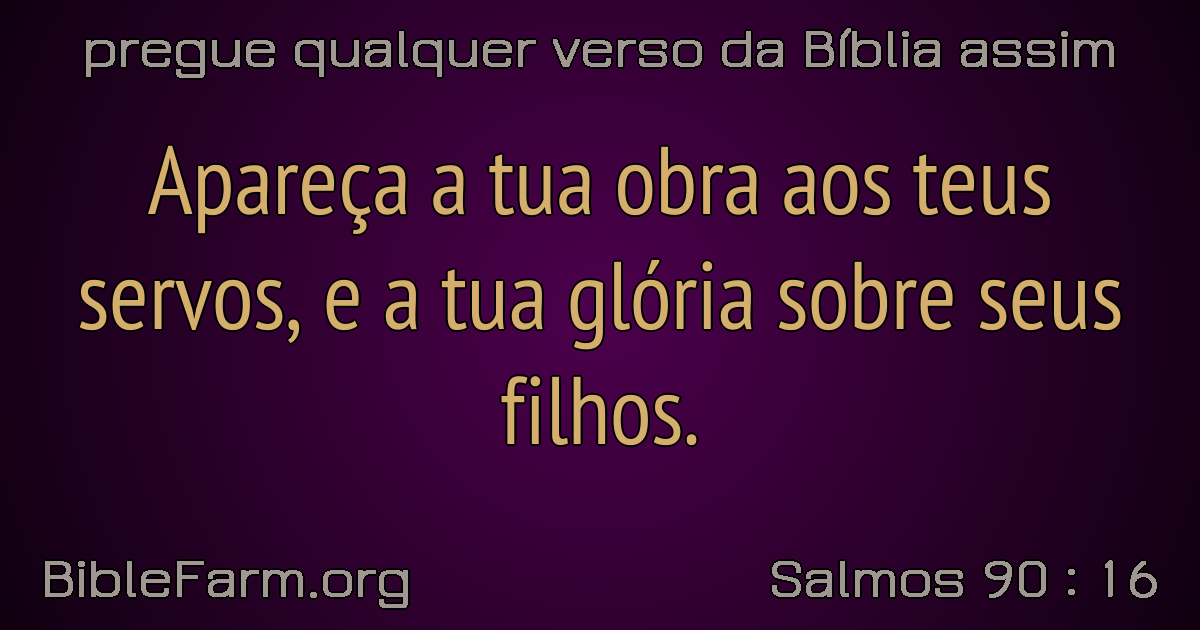 pregue qualquer verso da Bíblia assim
Apareça a tua obra aos teus
servos, e a tua glória sobre seus
filhos.
BibleFarm.org
Salmos 90 : 16